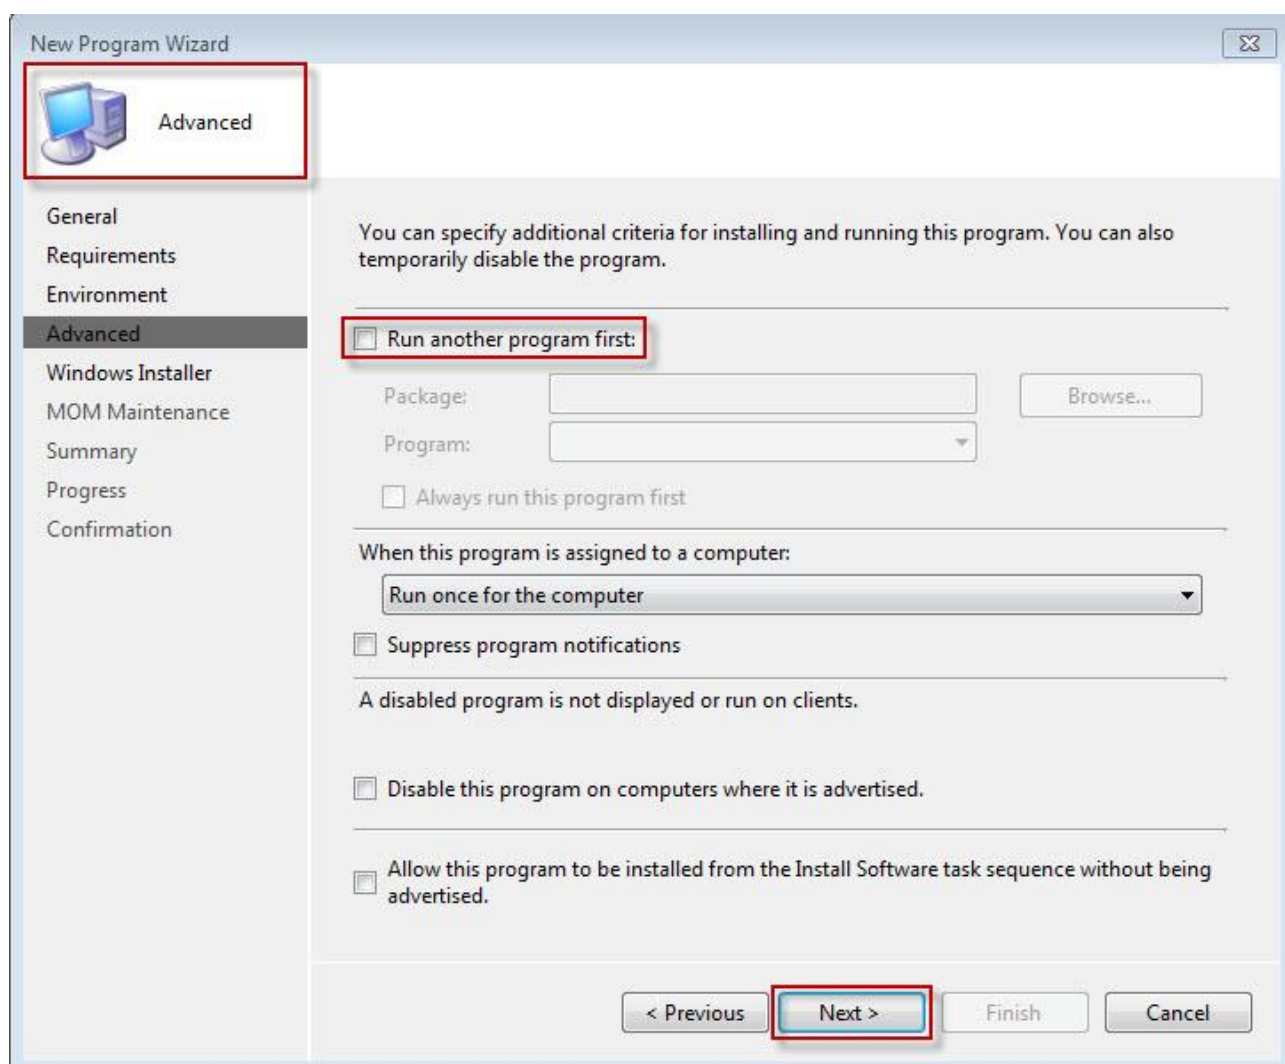 New Program Wizard
Advanced
General
Requirements
Environment
Advanced
Windows Installer
MOM Maintenance
Summary
Progress
Confirmation
You can specify additional criteria for installing and running this program. You can also
temporarily disable the program.
Run another program first:
Package:
Browse...
Program:
Always run this program first
When this program is assigned to a computer:
Run once for the computer
Suppress program notifications
A disabled program is not displayed or run on clients.
Disable this program on computers where it is advertised.
Allow this program to be installed from the Install Software task sequence without being
advertised.
< Previous
Next >
Finish
Cancel